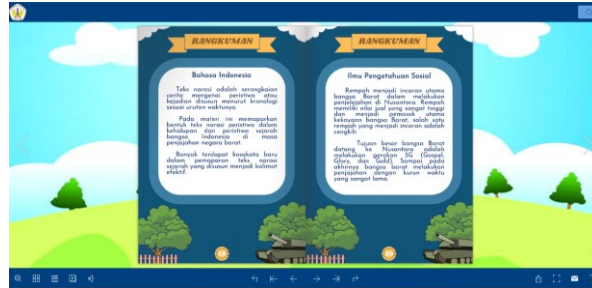 RANGKUMAN
Bahasa Indonesia
Teks narasi adalah serangkaian
cerita mengenai peristiwa atau
kejadian disusun menurut kronologi
sesuai urutan waktunya.
Pada materi ini memaparkan
bentuk teks narasi peristiwa dalam
kehidupan dan peristiwa sejarah
bangsa Indonesia di masa
penjajahan negara barat.
Banyak terdapat kosakata baru
dalam pemaparan teks narasi
sejarah yang disusun menjadi kalimat
efektif.
RANGKUMAN
Ilmu Pengetahuan Sosial
Rempah menjadi incaran utama
bangsa Barat dalam melakukan
penjelajahan di Nusantara. Rempah
memiliki nilai jual yang sangat tinggi
dan menjadi pemasok utama
kekayaan bangsa Barat, salah satu
rempah yang menjadi incaran adalah
cengkih.
Tujuan besar bangsa Barat
datang ke Nusantara adalah
melakukan gerakan 3G (Gospel,
Glory, dan Gold). Sampai pada
akhirnya bangsa barat melakukan
penjajahan dengan kurun waktu
yang sangat lama.